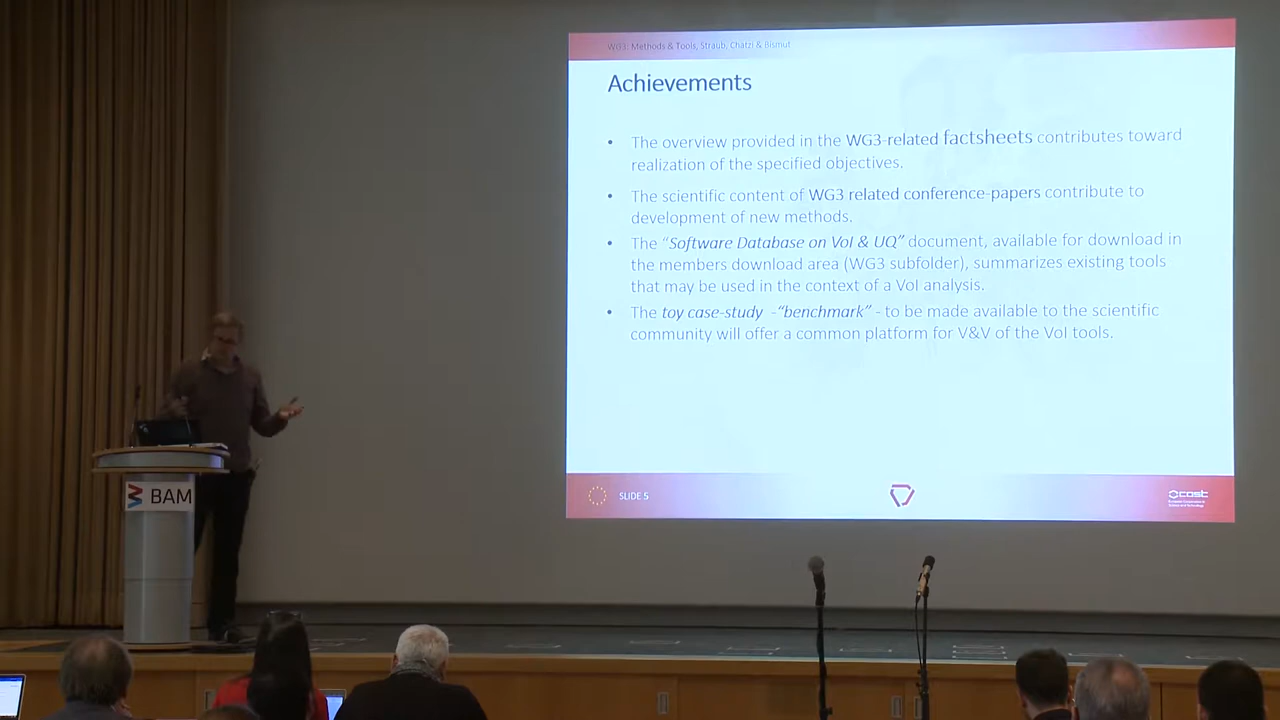 WG3: Methods & Tools, Straub, Chatzi & Bismut
Achievements
• The overview provided in the WG3-related factsheets contributes toward
realization of the specified objectives.
• The scientific content of WG3 related conference-papers contribute to
development of new methods.
• The “Software Database on VoI & UQ” document, available for download in
the members download area (WG3 subfolder), summarizes existing tools
that may be used in the context of a VoI analysis.
• The toy case-study -“benchmark” - to be made available to the scientific
community will offer a common platform for V&V of the VoI tools.
SLIDE 5
cost
BAM